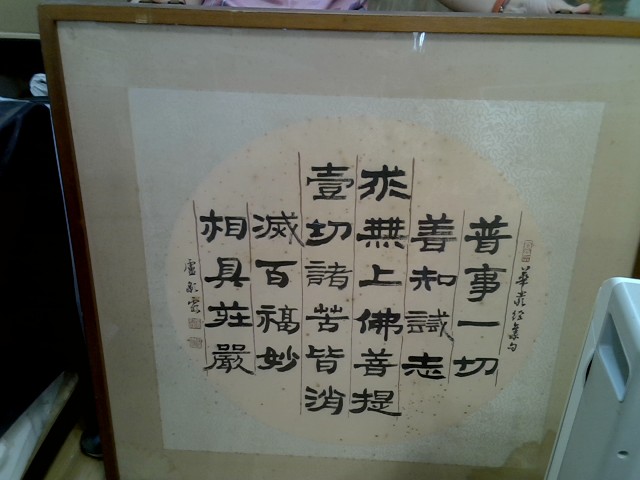 華嚴經集句
普事一切
善知識志
求無上佛菩提
壹切諸苦皆消
滅百福妙
相具莊嚴